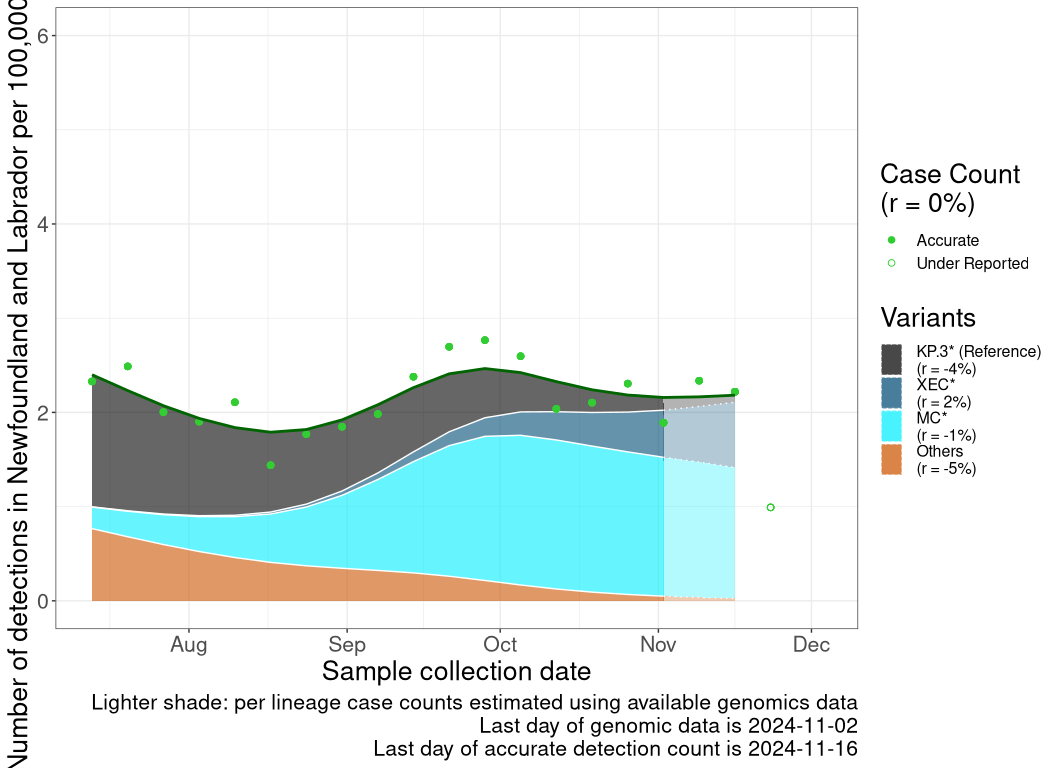 Number of detections in Newfoundland and Labrador per 100,000
6
4
2
0
Aug
Sep
Oct
Nov
Dec
Sample collection date
Lighter shade: per lineage case counts estimated using available genomics data
Last day of genomic data is 2024-11-02
Last day of accurate detection count is 2024-11-16
Case Count
(r = 0%)
Accurate
Under Reported
Variants
KP.3* (Reference)
(r = -4%)
XEC*
(r = 2%)
MC*
(r = -1%)
Others
(r = -5%)